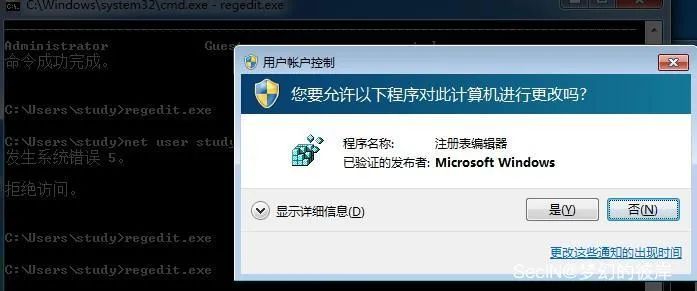 C:\Windows\system32\cmd.exe - regedit.exe
Administrator
命令成功完成。
C:\Users\study>regedit.exe
C:\Users\study>net user study
发生系统错误 5。
拒绝访问。
C:\Users\study>regedit.exe
C:\Users\study>regedit.exe
用户帐户控制
您要允许以下程序对此计算机进行更改吗?
程序名称: 注册表编辑器
已验证的发布者: Microsoft Windows
显示详细信息(D)
是(Y) 否(N)
更改这些通知的出现时间
SecIN@梦幻的彼岸